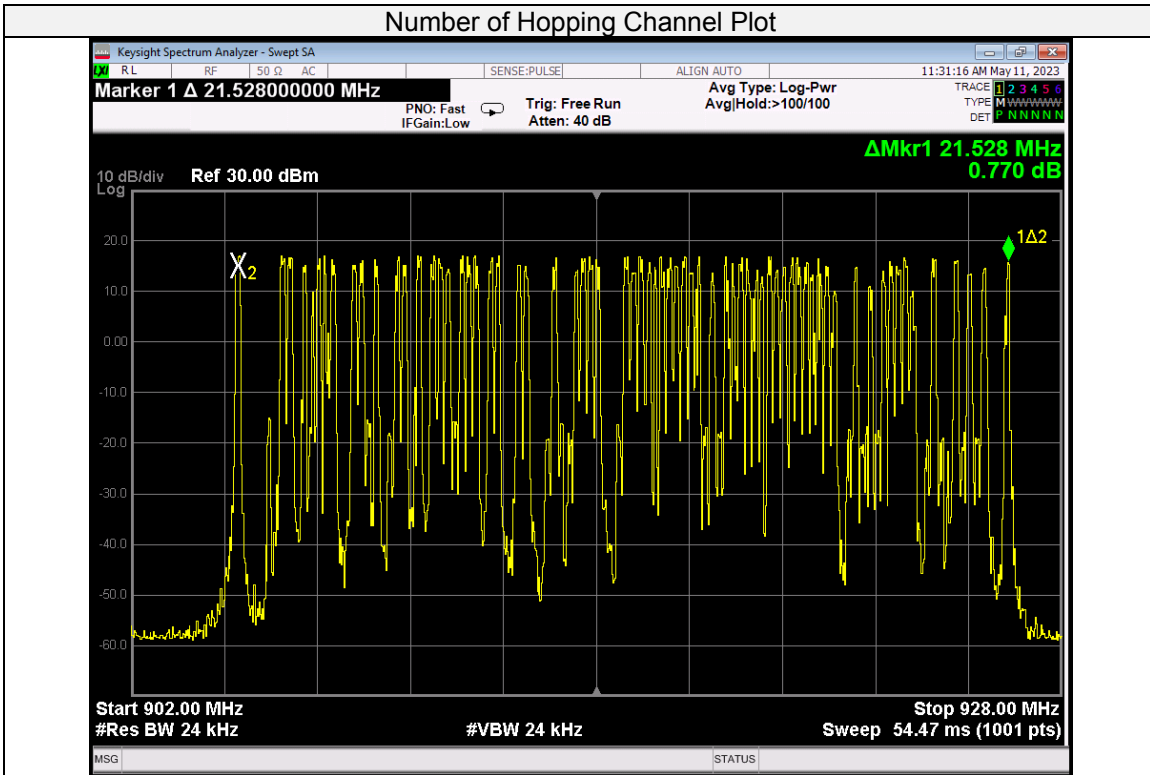 Number of Hopping Channel Plot
Keysight Spectrum Analyzer - Swept SA
LXI RL RF 50 Ω AC SENSE:PULSE ALIGN AUTO 11:31:16 AM May 11, 2023
Marker 1 Δ 21.528000000 MHz
PNO: Fast
IFGain:Low
Trig: Free Run
Atten: 40 dB
Avg Type: Log-Pwr
Avg|Hold:>100/100
TRACE 1 2 3 4 5 6
TYPE M WWWWW
DET P N N N N N
ΔMkr1 21.528 MHz
0.770 dB
10 dB/div Ref 30.00 dBm
Log
20.0
10.0
0.00
-10.0
-20.0
-30.0
-40.0
-50.0
-60.0
X2
1Δ2
Start 902.00 MHz Stop 928.00 MHz
#Res BW 24 kHz #VBW 24 kHz Sweep 54.47 ms (1001 pts)
MSG STATUS